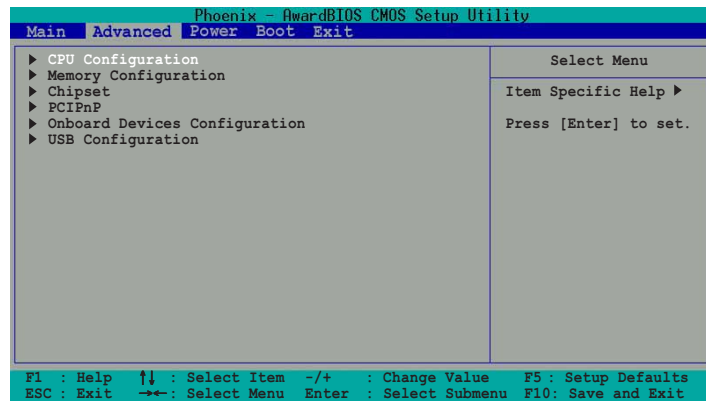 Phoenix - AwardBIOS CMOS Setup Utility
Main Advanced Power Boot Exit
CPU Configuration
Memory Configuration
Chipset
PCIPnP
Onboard Devices Configuration
USB Configuration
Select Menu
Item Specific Help ▶
Press [Enter] to set.
F1 : Help ↑↓ : Select Item -/+ : Change Value F5 : Setup Defaults
ESC : Exit →← : Select Menu Enter : Select Submenu F10: Save and Exit